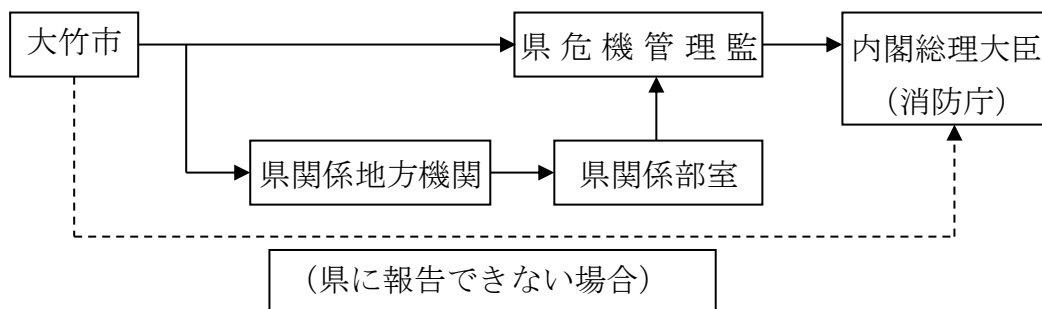 大竹市
県危機管理監
内閣総理大臣
（消防庁）
県関係地方機関
県関係部室
（県に報告できない場合）